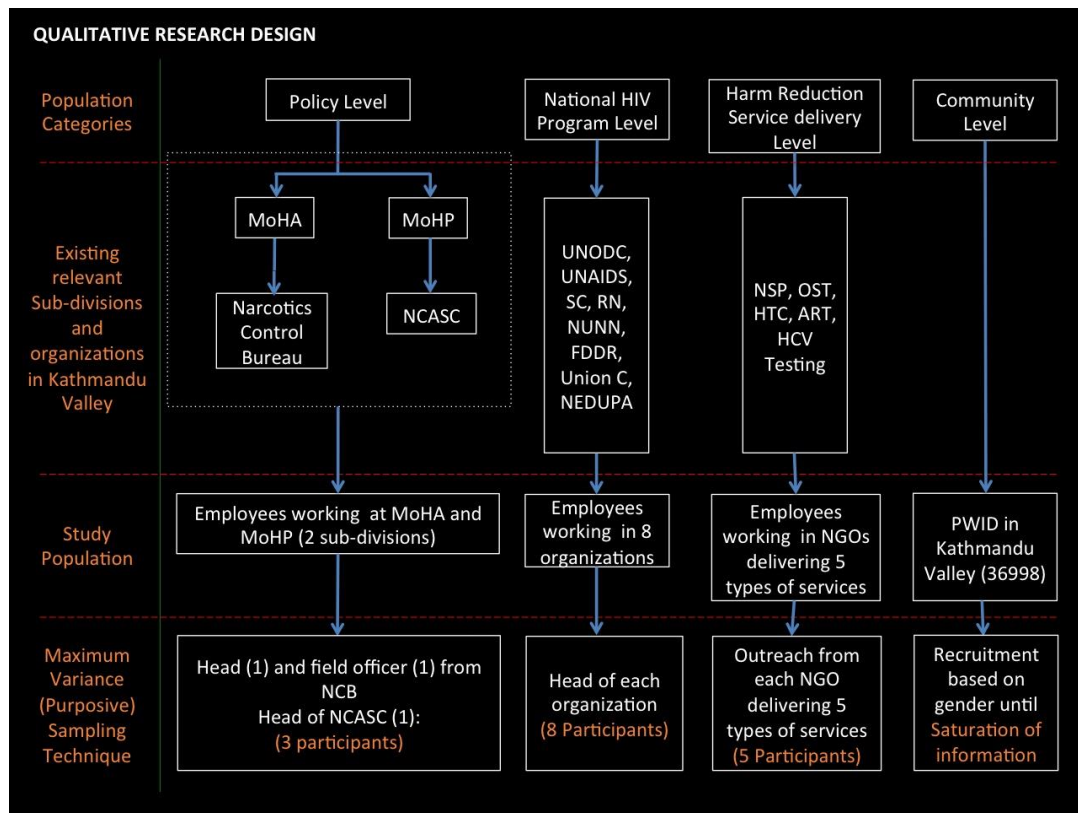 QUALITATIVE RESEARCH DESIGN
Population
Categories
Policy Level
National HIV
Program Level
Harm Reduction
Service delivery
Level
Community
Level
Existing
relevant
Sub-divisions
and
organizations
in Kathmandu
Valley
MoHA
MoHP
Narcotics
Control
Bureau
NCASC
UNODC,
UNAIDS,
SC, RN,
NUNN,
FDDR,
Union C,
NEDUPA
NSP, OST,
HTC, ART,
HCV
Testing
Study
Population
Employees working at MoHA and
MoHP (2 sub-divisions)
Employees
working in 8
organizations
Employees
working in NGOs
delivering 5
types of services
PWID in
Kathmandu
Valley (36998)
Maximum
Variance
(Purposive)
Sampling
Technique
Head (1) and field officer (1) from
NCB
Head of NCASC (1):
(3 participants)
Head of each
organization
(8 Participants)
Outreach from
each NGO
delivering 5
types of services
(5 Participants)
Recruitment
based on
gender until
Saturation of
information